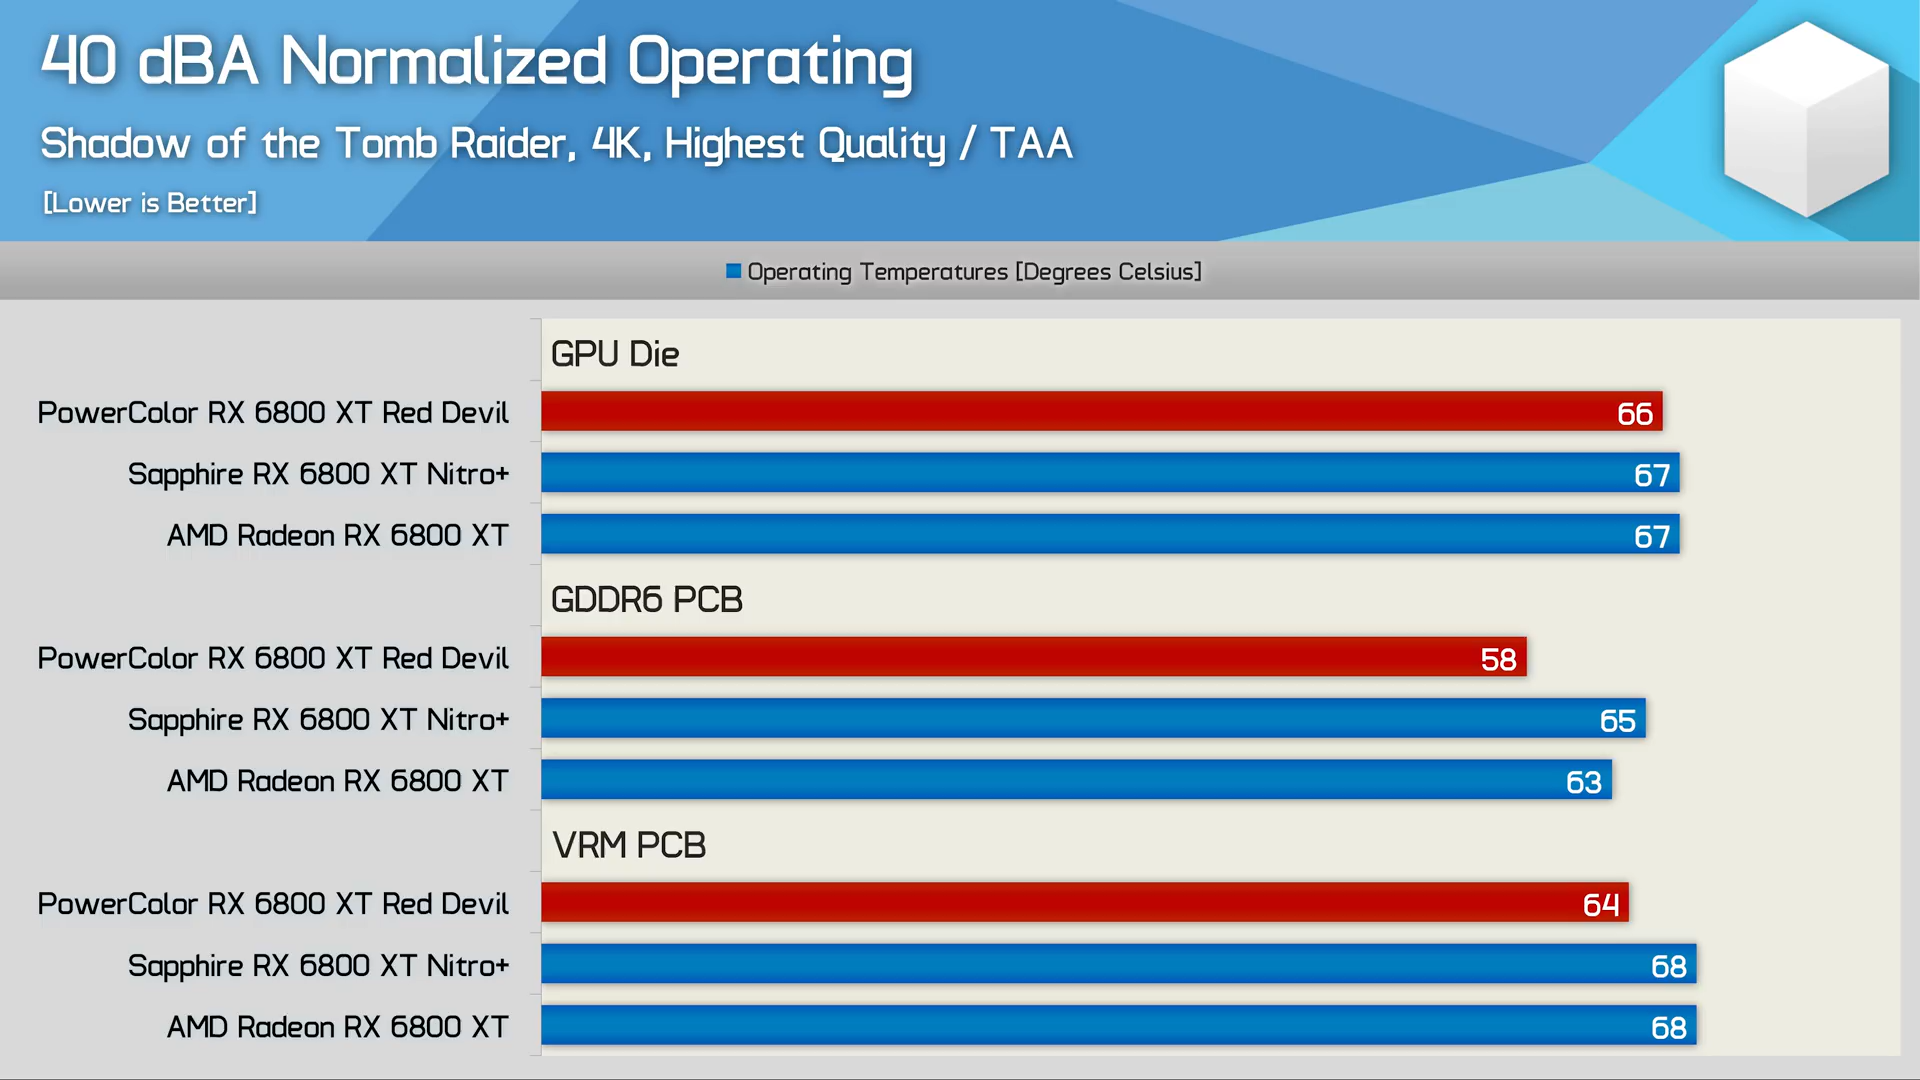 40 dBA Normalized Operating
Shadow of the Tomb Raider, 4K, Highest Quality / TAA
[Lower is Better]
Operating Temperatures [Degrees Celsius]
GPU Die
PowerColor RX 6800 XT Red Devil 66
Sapphire RX 6800 XT Nitro+ 67
AMD Radeon RX 6800 XT 67
GDDR6 PCB
PowerColor RX 6800 XT Red Devil 58
Sapphire RX 6800 XT Nitro+ 65
AMD Radeon RX 6800 XT 63
VRM PCB
PowerColor RX 6800 XT Red Devil 64
Sapphire RX 6800 XT Nitro+ 68
AMD Radeon RX 6800 XT 68